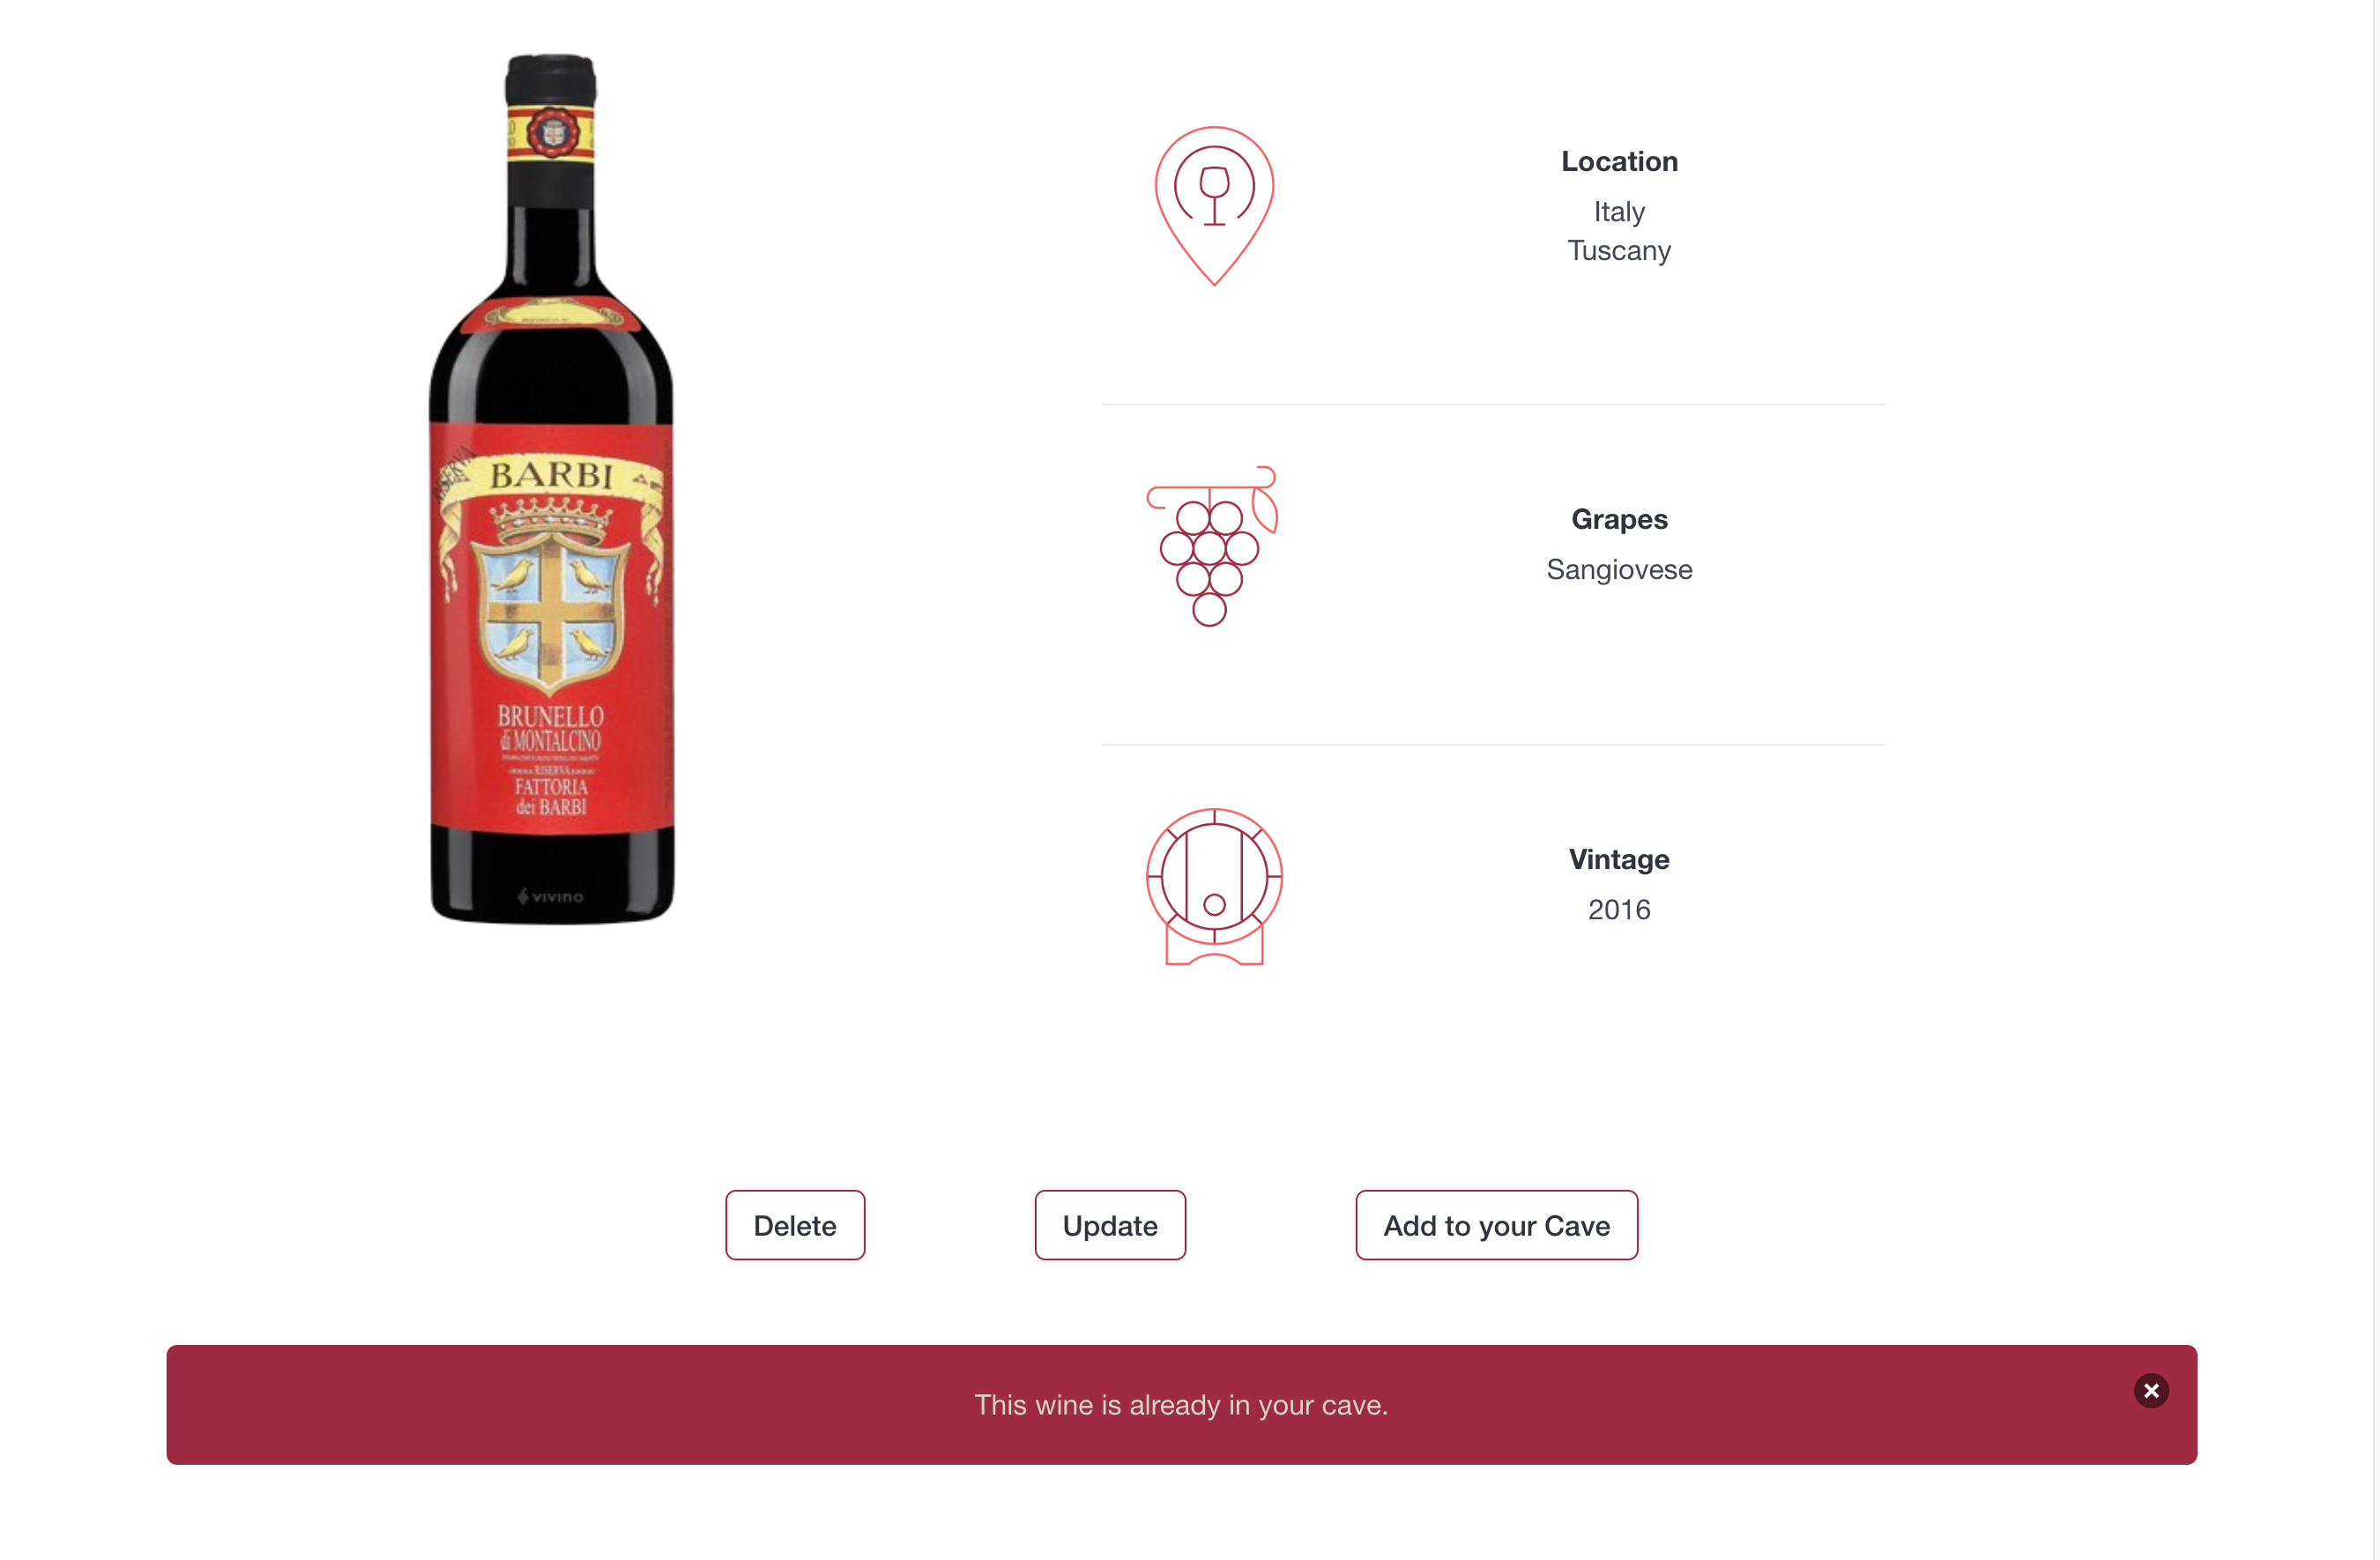 BARBI
BRUNELLO
di MONTALCINO
RISERVA
FATTORIA
dei BARBI
vivino
Location
Italy
Tuscany
Grapes
Sangiovese
Vintage
2016
Delete
Update
Add to your Cave
This wine is already in your cave.